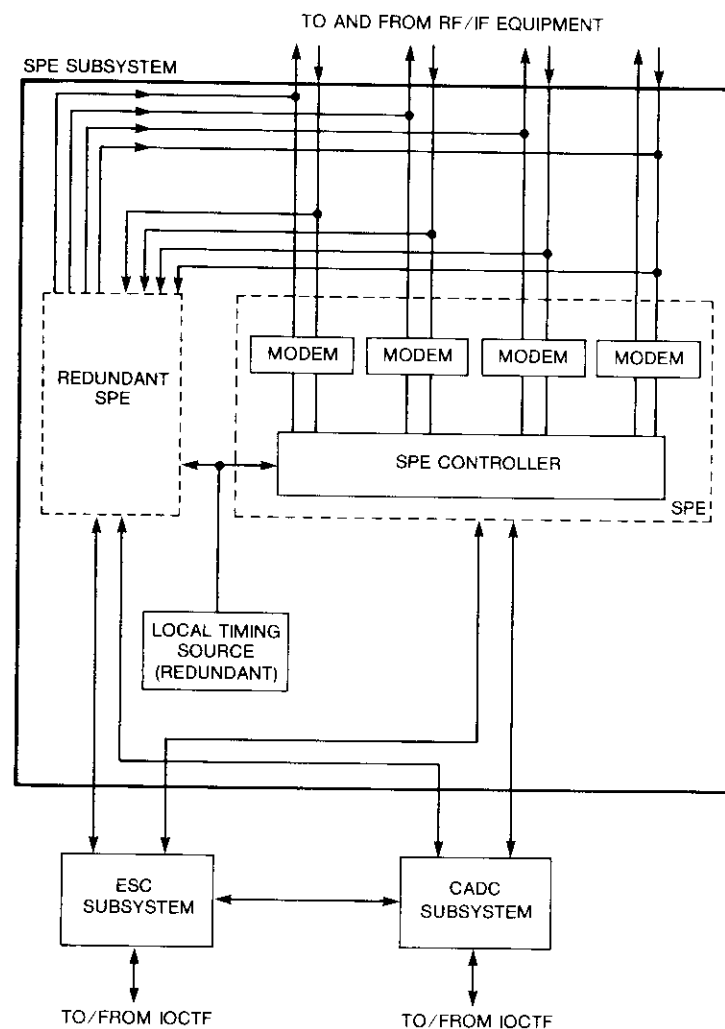 TO AND FROM RF/IF EQUIPMENT
SPE SUBSYSTEM
MODEM
MODEM
MODEM
MODEM
REDUNDANT
SPE
SPE CONTROLLER
SPE
LOCAL TIMING
SOURCE
(REDUNDANT)
ESC
SUBSYSTEM
CADC
SUBSYSTEM
TO/FROM IOCTF
TO/FROM IOCTF